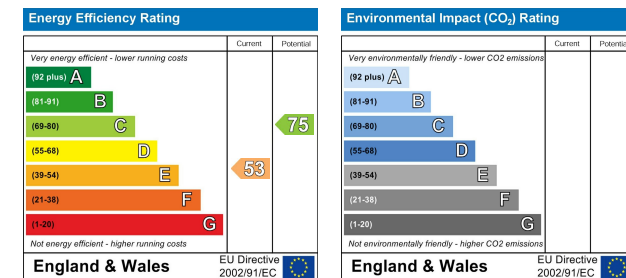 Energy Efficiency Rating
Current Potential
Very energy efficient - lower running costs
(92 plus) A
(81-91) B
(69-80) C
75
(55-68) D
(39-54) E
53
(21-38) F
(1-20) G
Not energy efficient - higher running costs
England & Wales
EU Directive
2002/91/EC
Environmental Impact (CO₂) Rating
Current Potential
Very environmentally friendly - lower CO2 emissions
(92 plus) A
(81-91) B
(69-80) C
(55-68) D
(39-54) E
(21-38) F
(1-20) G
Not environmentally friendly - higher CO2 emissions
England & Wales
EU Directive
2002/91/EC